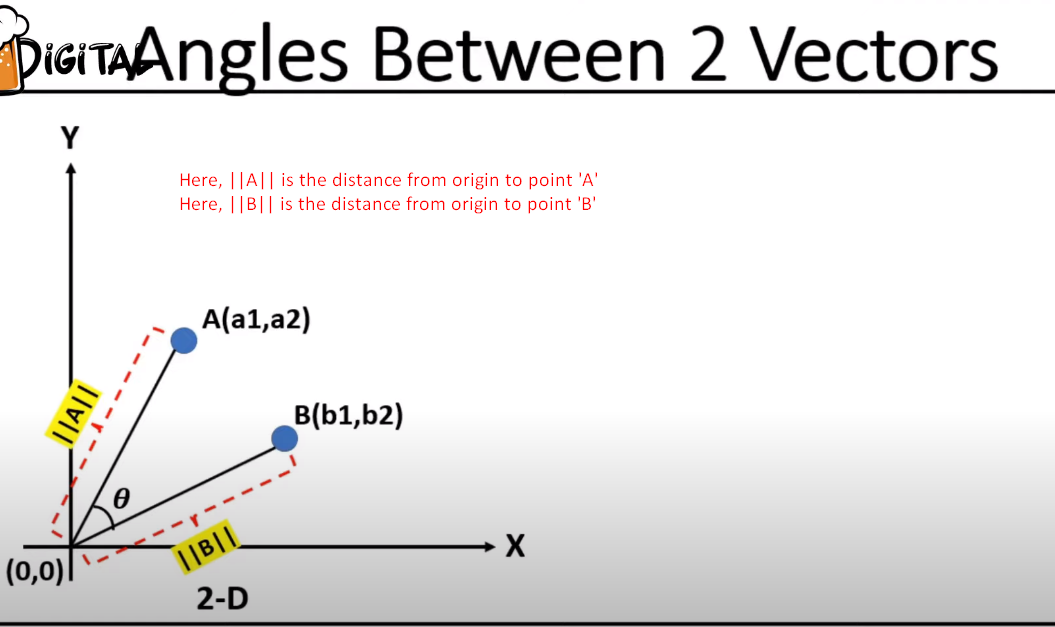 DiGiTAL
Angles Between 2 Vectors
Y
Here, ||A|| is the distance from origin to point 'A'
Here, ||B|| is the distance from origin to point 'B'
A(a1,a2)
||A||
B(b1,b2)
θ
||B||
X
(0,0)
2-D